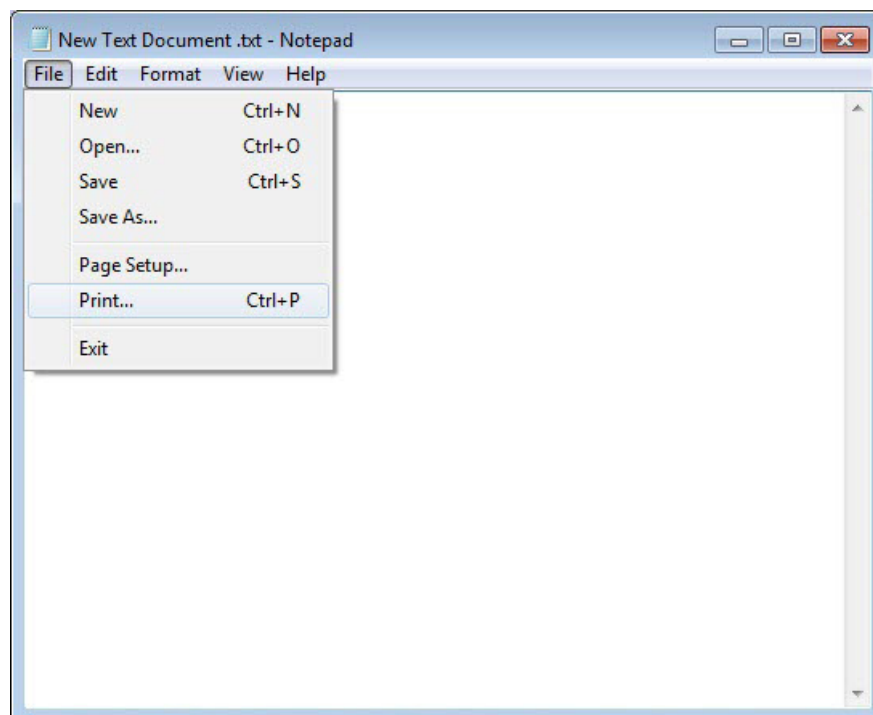 New Text Document .txt - Notepad
File Edit Format View Help
New Ctrl+N
Open... Ctrl+O
Save Ctrl+S
Save As...
Page Setup...
Print... Ctrl+P
Exit